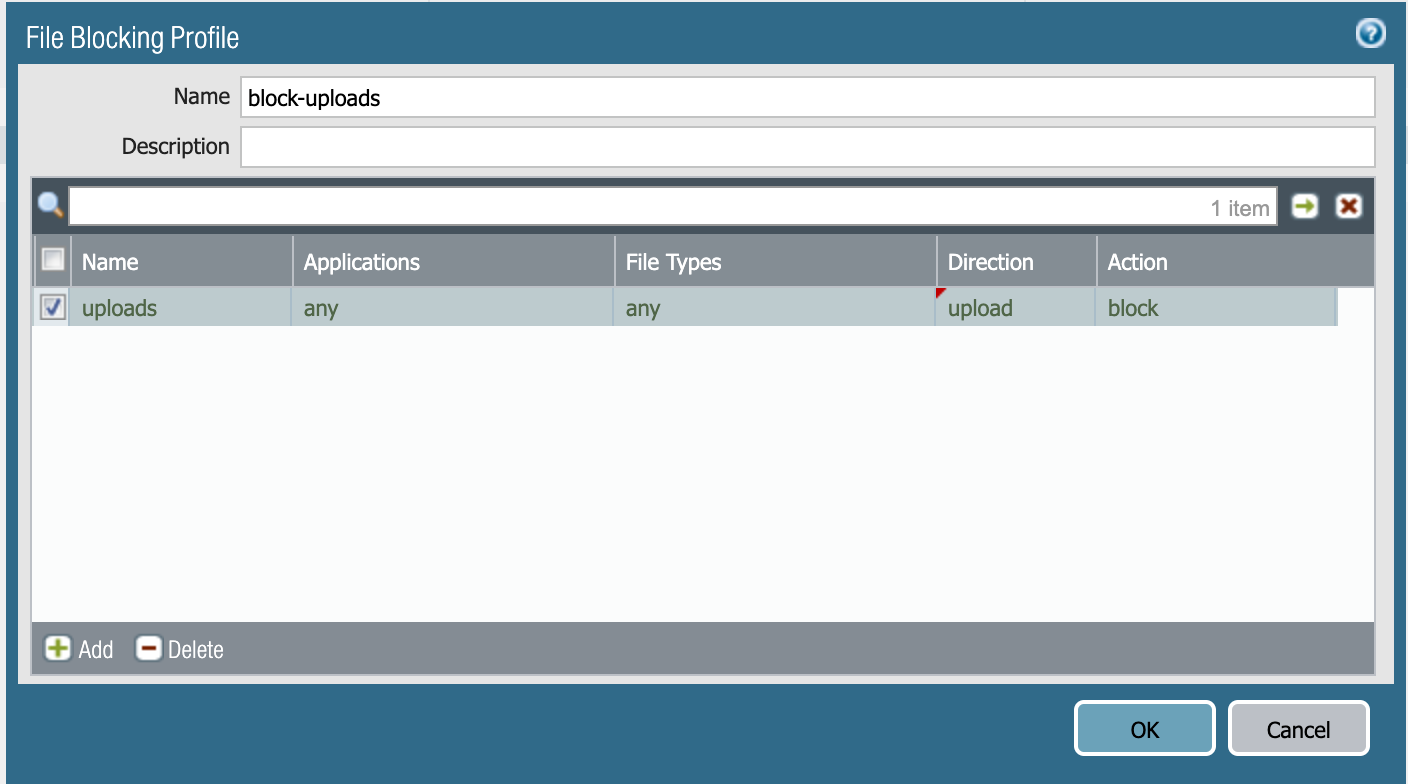 File Blocking Profile ?
Name block-uploads
Description
1 item
Name Applications File Types Direction Action
uploads any any upload block
Add Delete
OK Cancel